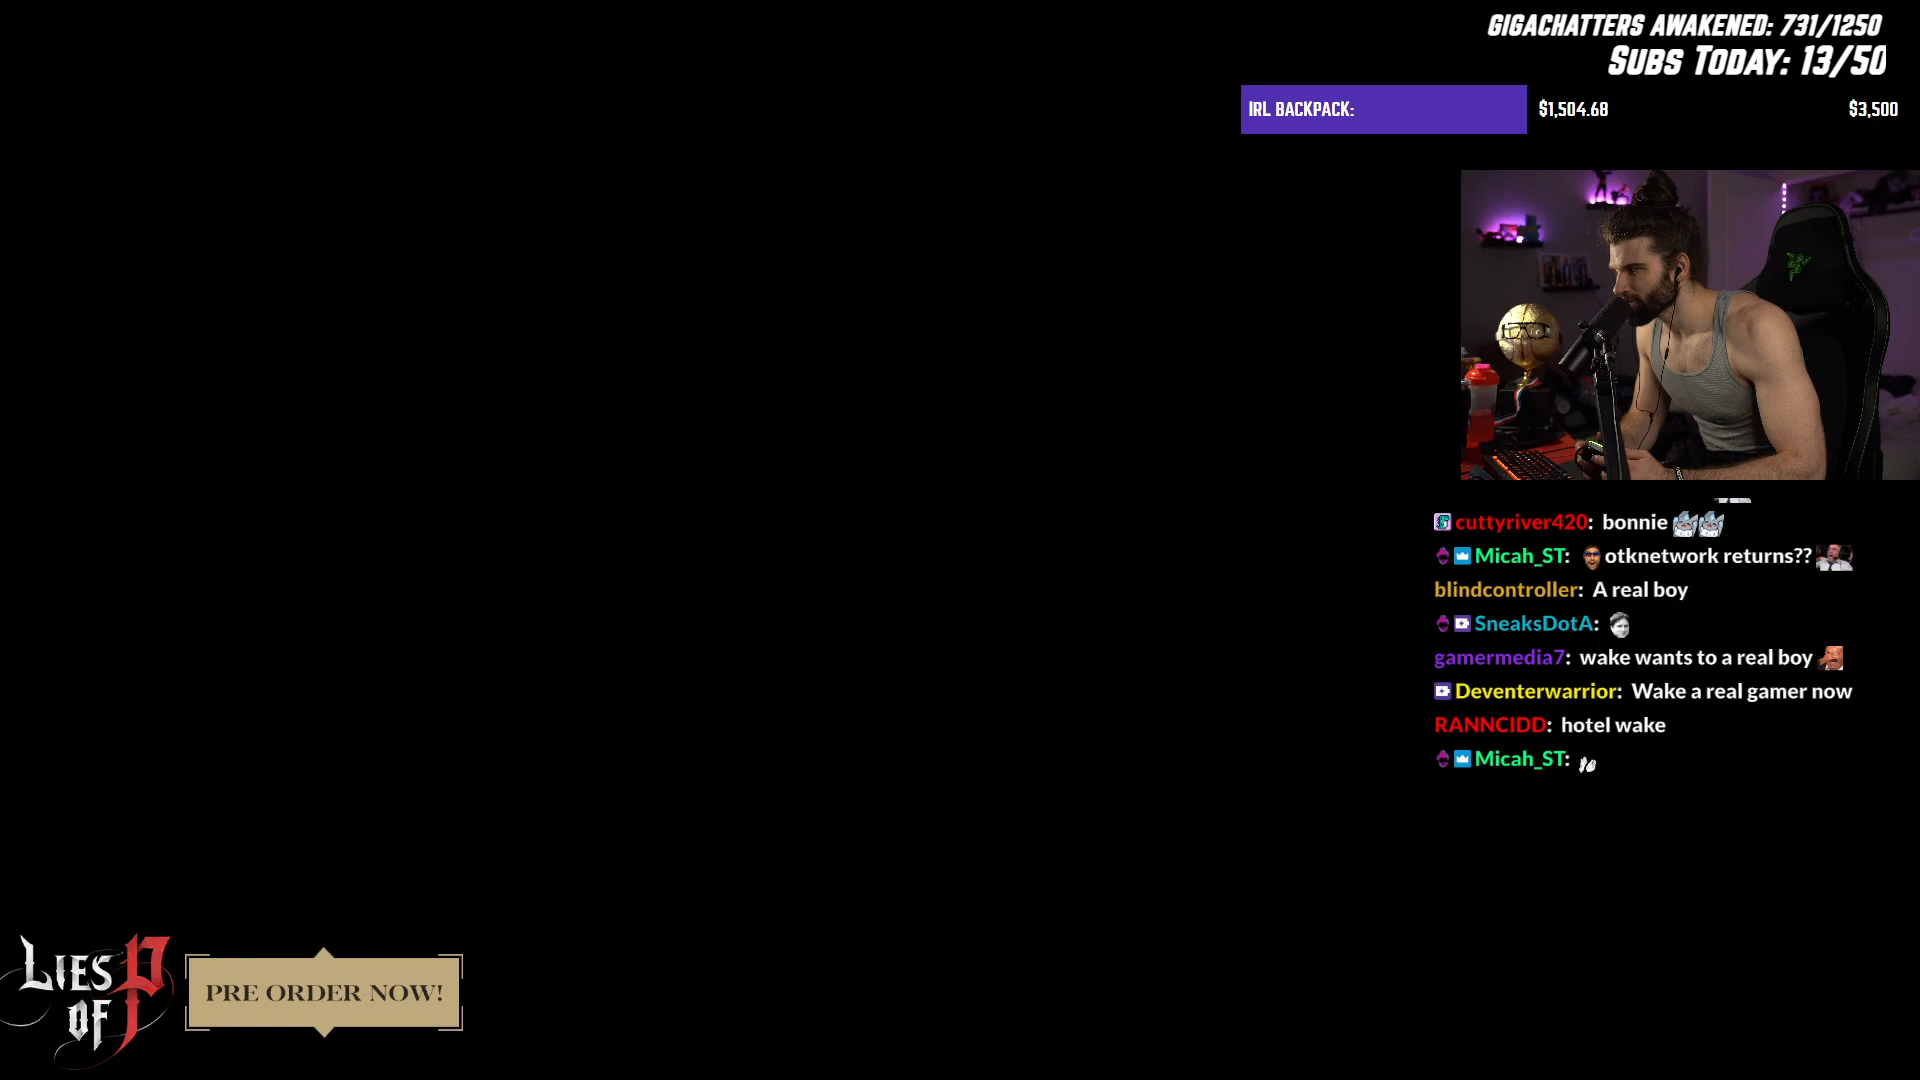 GIGACHATTERS AWAKENED: 731/1250
SUBS TODAY: 13/50
IRL BACKPACK: $1,504.68 $3,500
cuttyriver420: bonnie
Micah_ST: otknetwork returns??
blindcontroller: A real boy
SneaksDotA:
gamermedia7: wake wants to a real boy
Deventerwarrior: Wake a real gamer now
RANNCIDD: hotel wake
Micah_ST:
LIES
OF P
PRE ORDER NOW!